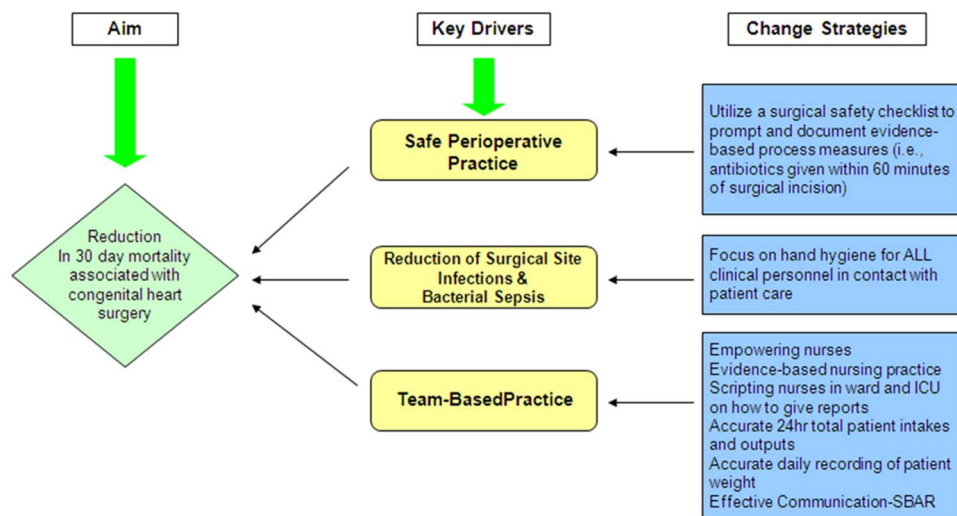 Aim
Key Drivers
Change Strategies
Safe Perioperative
Practice
Utilize a surgical safety checklist to
prompt and document evidence-
based process measures (i.e.,
antibiotics given within 60 minutes
of surgical incision)
Reduction
In 30 day mortality
associated with
congenital heart
surgery
Reduction of Surgical Site
Infections &
Bacterial Sepsis
Focus on hand hygiene for ALL
clinical personnel in contact with
patient care
Team-BasedPractice
Empowering nurses
Evidence-based nursing practice
Scripting nurses in ward and ICU
on how to give reports
Accurate 24hr total patient intakes
and outputs
Accurate daily recording of patient
weight
Effective Communication-SBAR